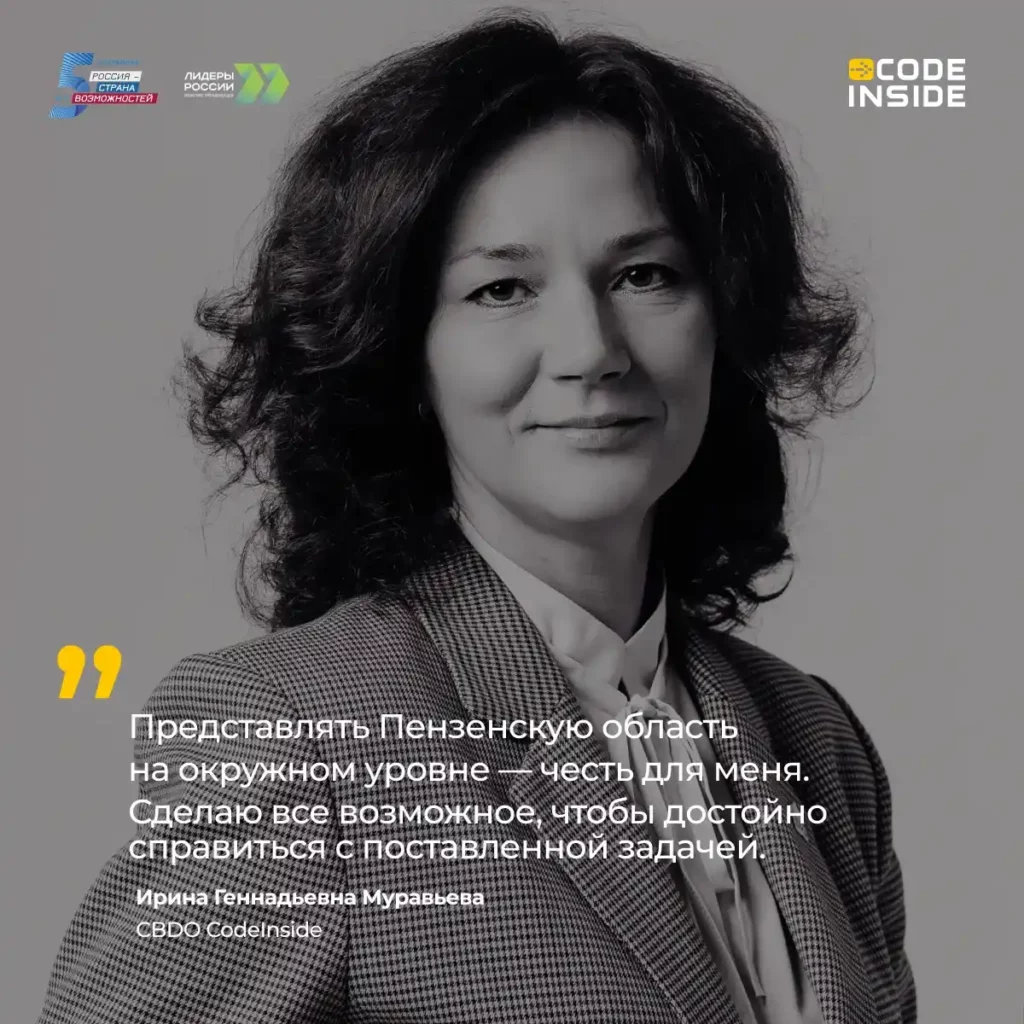 РОССИЯ –
СТРАНА
ВОЗМОЖНОСТЕЙ
ЛИДЕРЫ
РОССИИ
CODE
INSIDE
”
Представлять Пензенскую область
на окружном уровне — честь для меня.
Сделаю все возможное, чтобы достойно
справиться с поставленной задачей.
Ирина Геннадьевна Муравьева
CBDO CodeInside